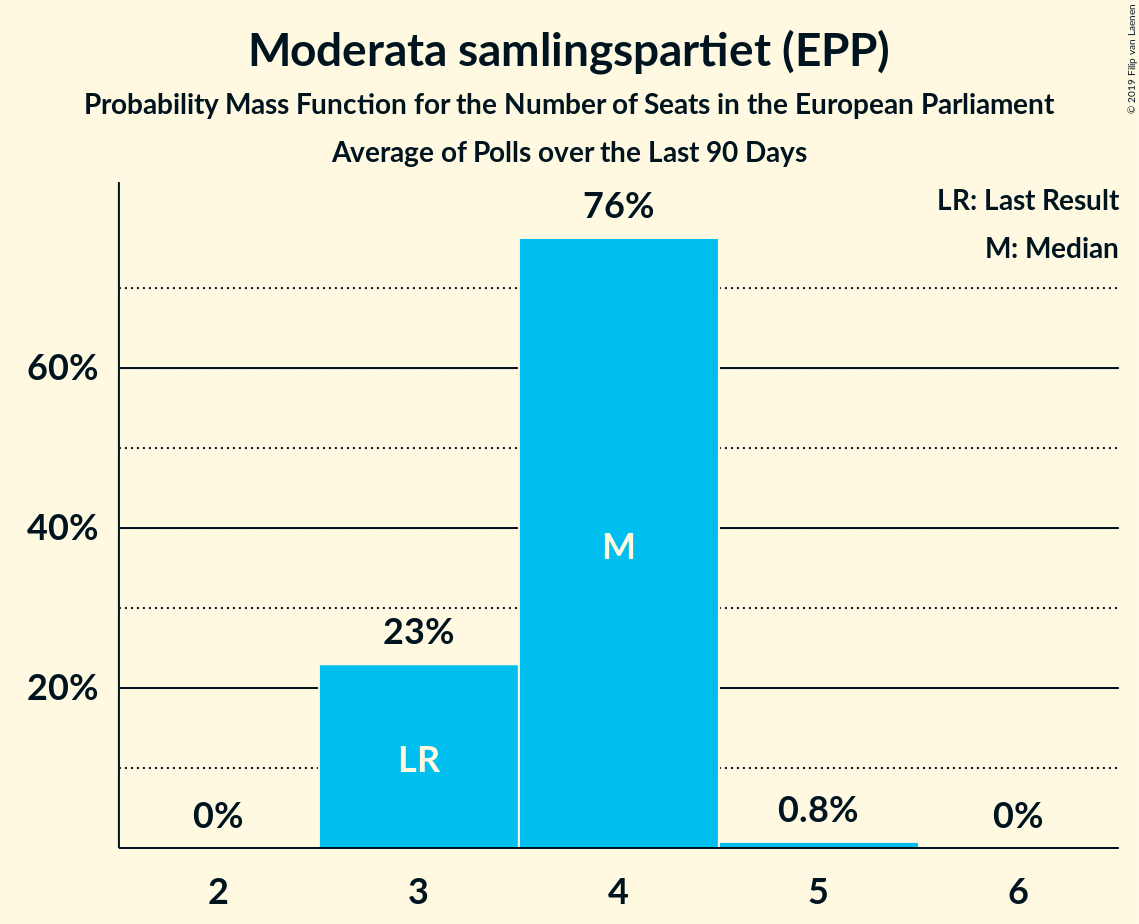 Moderata samlingspartiet (EPP)
Probability Mass Function for the Number of Seats in the European Parliament
Average of Polls over the Last 90 Days
© 2019 Filip van Laenen
LR: Last Result
M: Median
76%
60%
40%
M
23%
20%
LR
0%
0.8%
0%
2
3
4
5
6